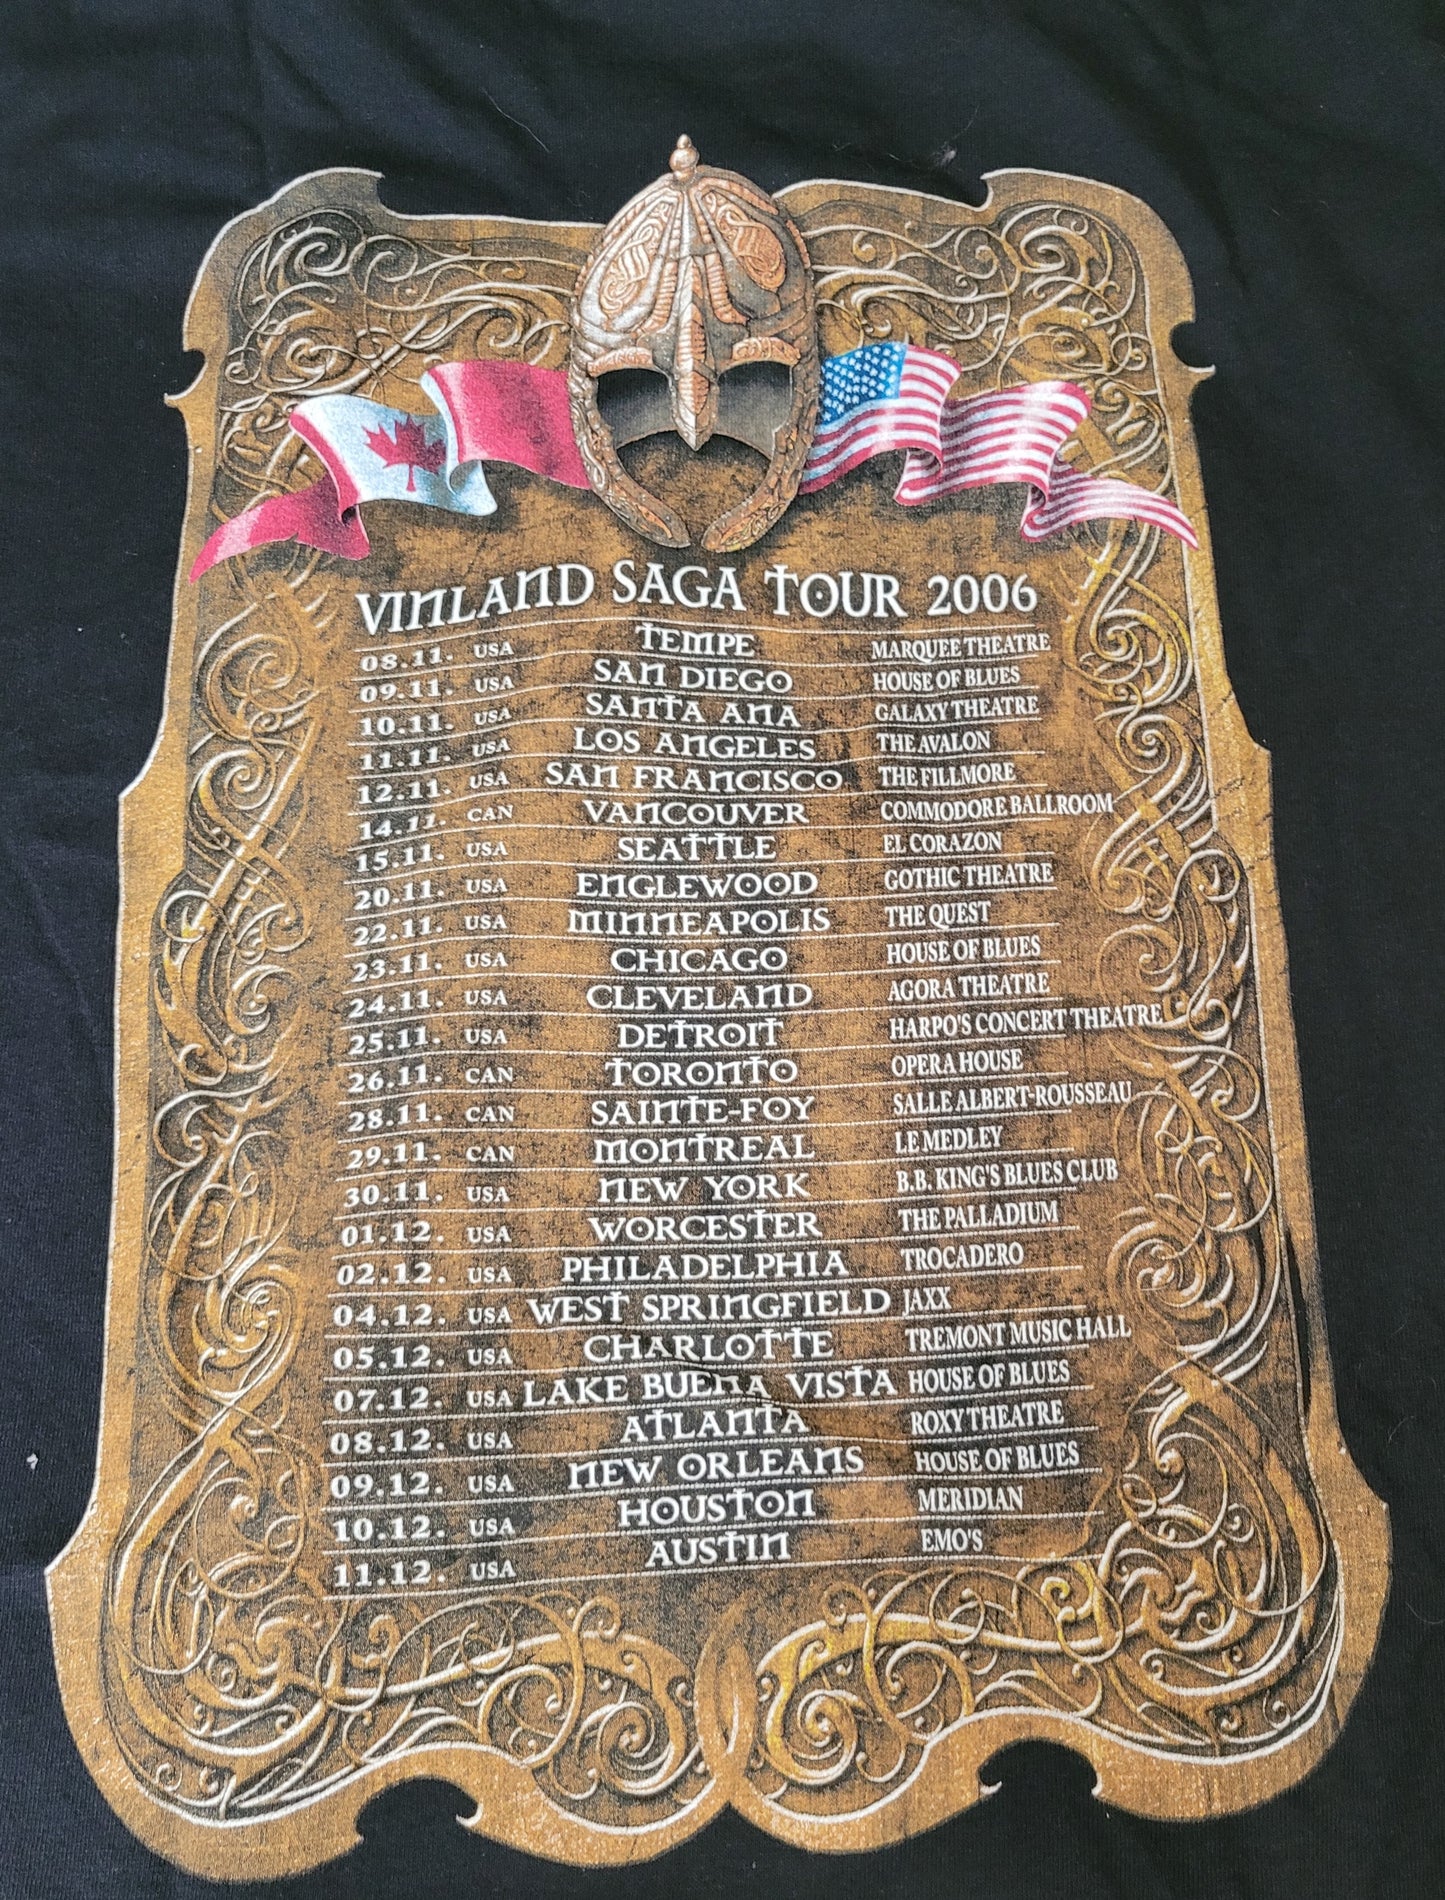 VINLAND SAGA TOUR 2006
08.11. USA TEMPE MARQUEE THEATRE
09.11. USA SAN DIEGO HOUSE OF BLUES
10.11. USA SANTA ANA GALAXY THEATRE
11.11. USA LOS ANGELES THE AVALON
12.11. USA SAN FRANCISCO THE FILLMORE
14.11. CAN VANCOUVER COMMODORE BALLROOM
15.11. USA SEATTLE EL CORAZON
20.11. USA ENGLEWOOD GOTHIC THEATRE
22.11. USA MINNEAPOLIS THE QUEST
23.11. USA CHICAGO HOUSE OF BLUES
24.11. USA CLEVELAND AGORA THEATRE
25.11. USA DETROIT HARPO'S CONCERT THEATRE
26.11. CAN TORONTO OPERA HOUSE
28.11. CAN SAINTE-FOY SALLE ALBERT-ROUSSEAU
29.11. CAN MONTREAL LE MEDLEY
30.11. USA NEW YORK B.B. KING'S BLUES CLUB
01.12. USA WORCESTER THE PALLADIUM
02.12. USA PHILADELPHIA TROCADERO
04.12. USA WEST SPRINGFIELD JAXX
05.12. USA CHARLOTTE TREMONT MUSIC HALL
07.12. USA LAKE BUENA VISTA HOUSE OF BLUES
08.12. USA ATLANTA ROXY THEATRE
09.12. USA NEW ORLEANS HOUSE OF BLUES
10.12. USA HOUSTON MERIDIAN
11.12. USA AUSTIN EMO'S